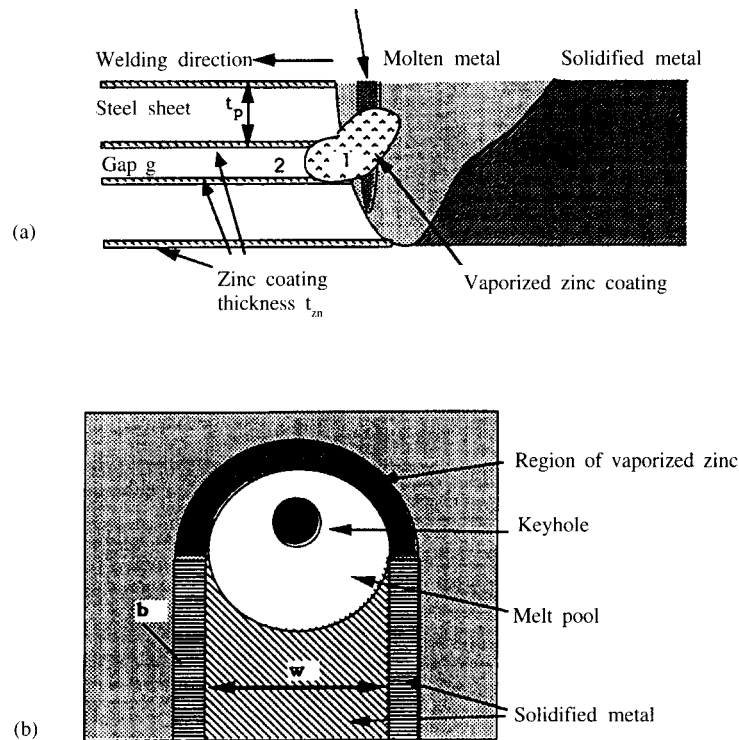 Welding direction
Molten metal
Solidified metal
Steel sheet
t_p
Gap g
2
1
(a)
Zinc coating
thickness t_zn
Vaporized zinc coating
Region of vaporized zinc
Keyhole
b
Melt pool
w
Solidified metal
(b)